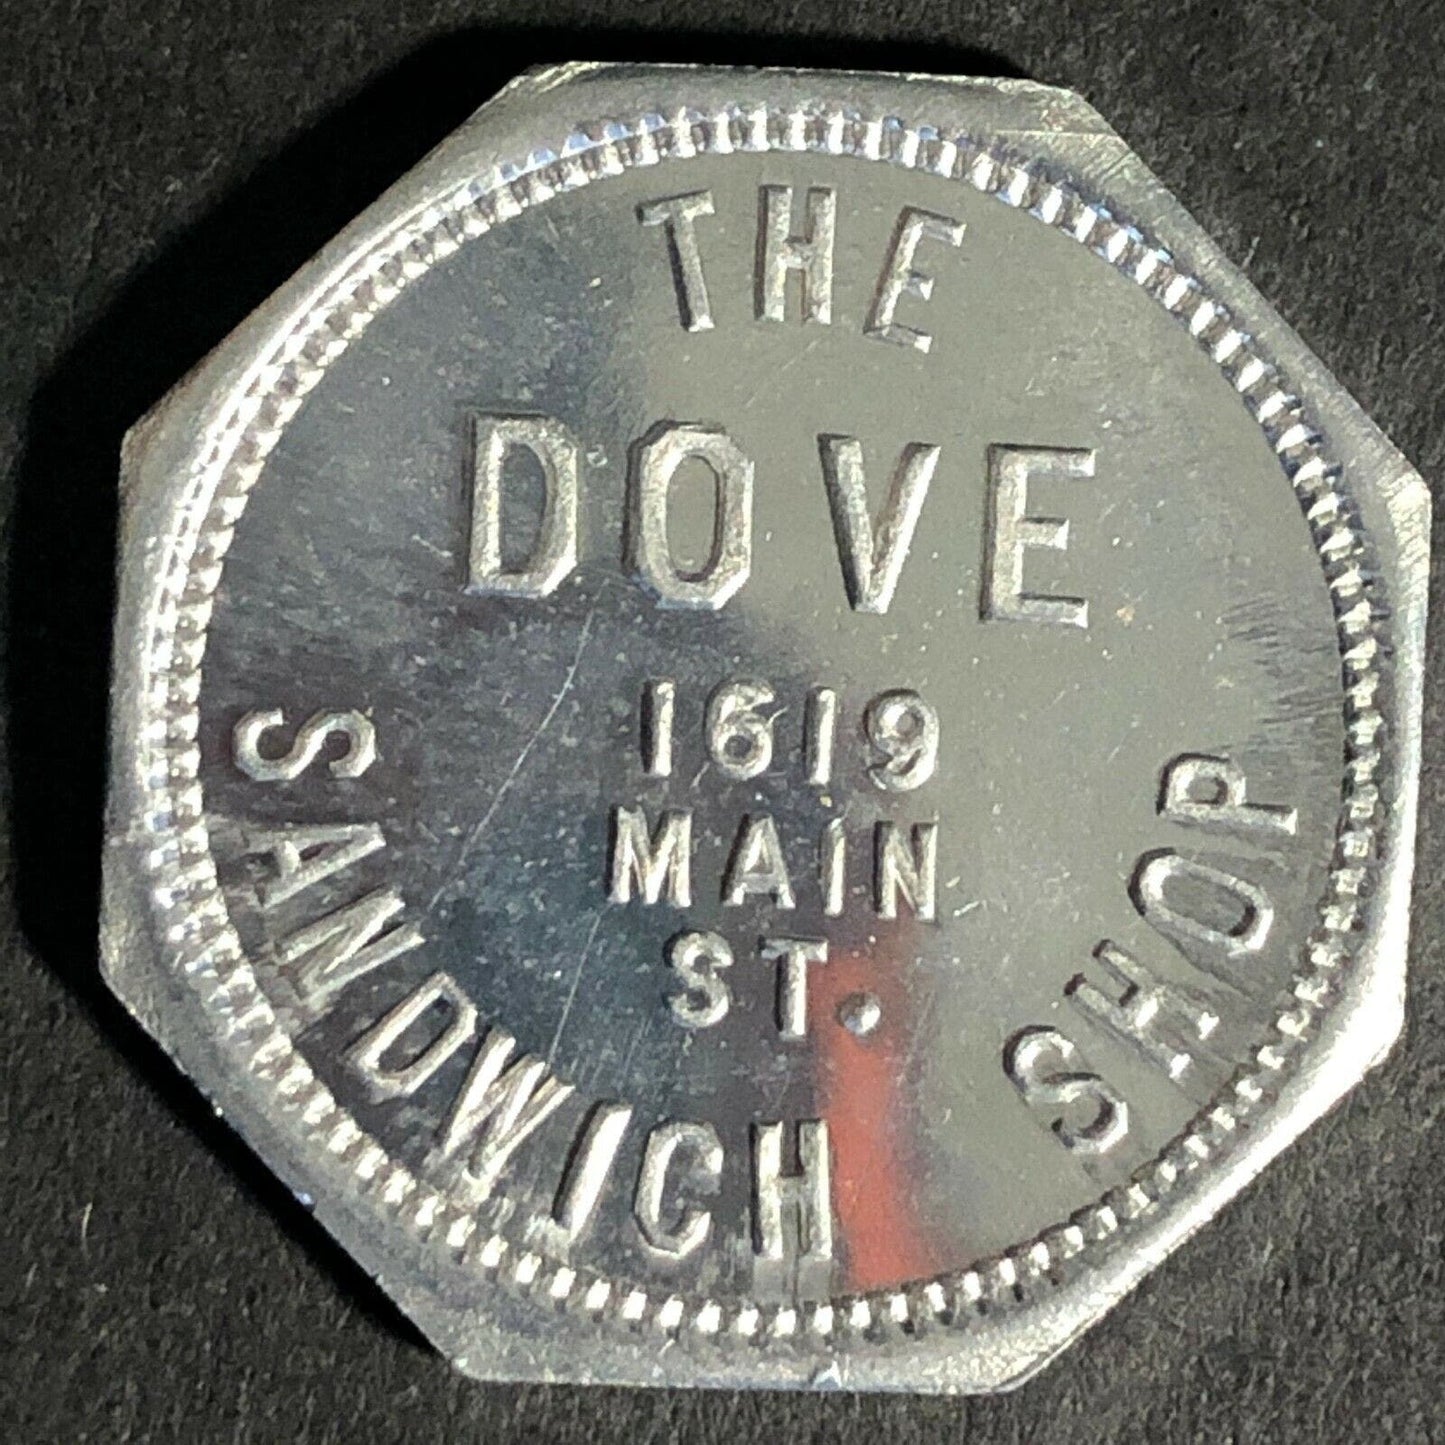 THE
DOVE
1619
MAIN
ST.
SANDWICH SHOP